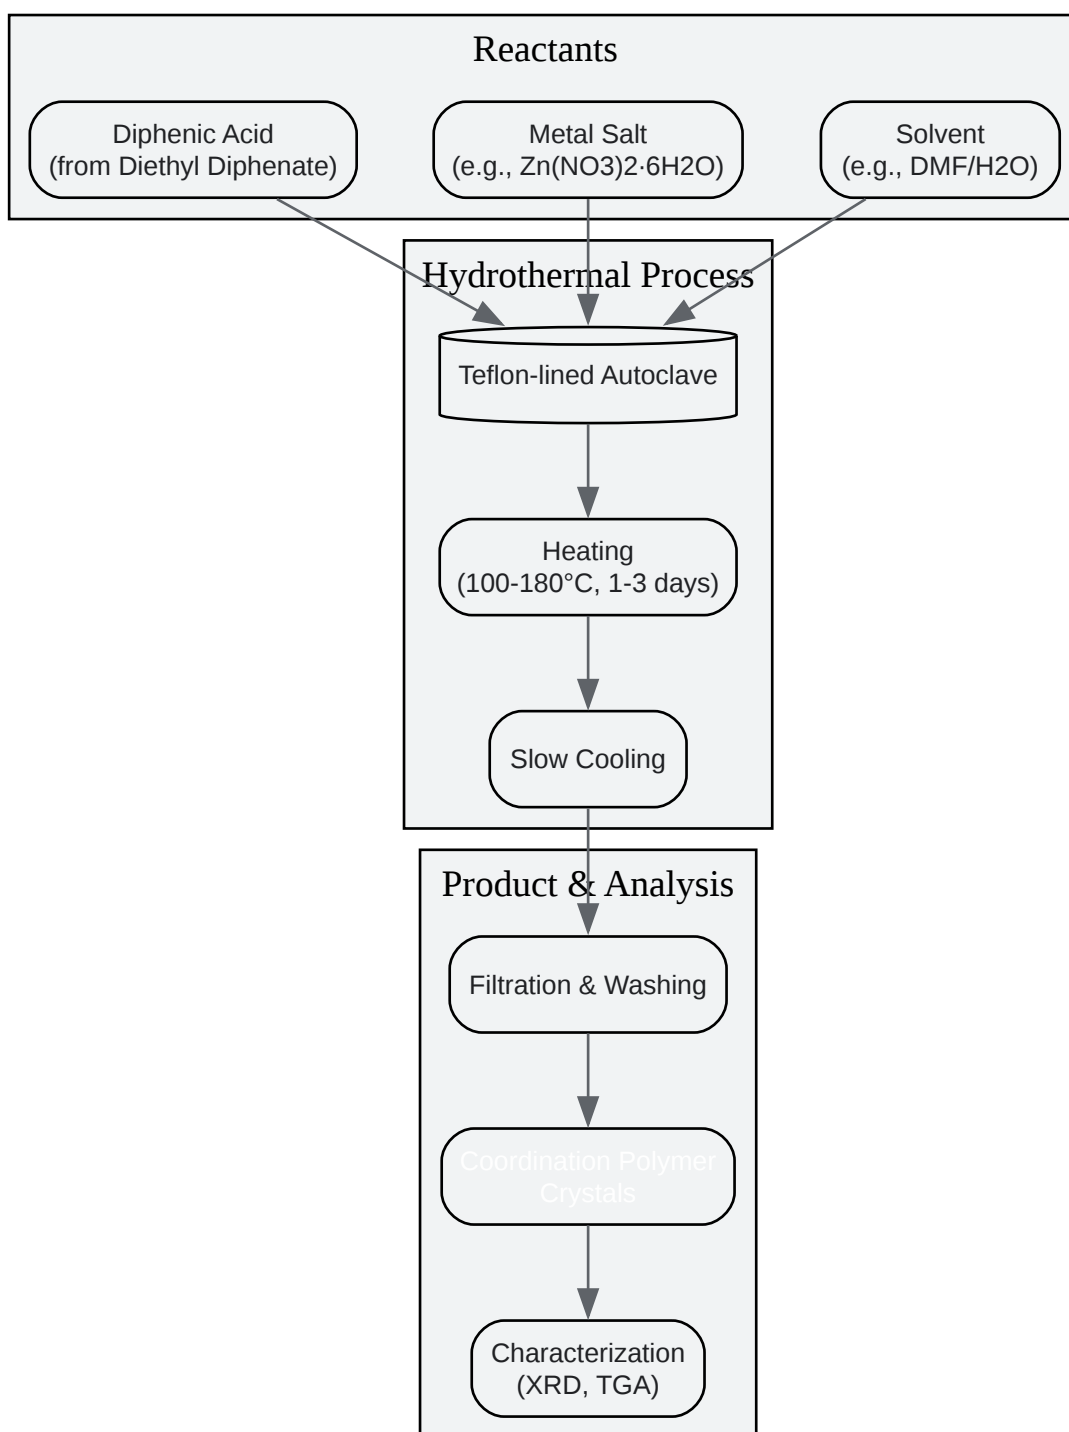 Reactants
Diphenic Acid
(from Diethyl Diphenate)
Metal Salt
(e.g., Zn(NO3)2·6H2O)
Solvent
(e.g., DMF/H2O)
Hydrothermal Process
Teflon-lined Autoclave
Heating
(100-180°C, 1-3 days)
Slow Cooling
Product & Analysis
Filtration & Washing
Coordination Polymer
Crystals
Characterization
(XRD, TGA)